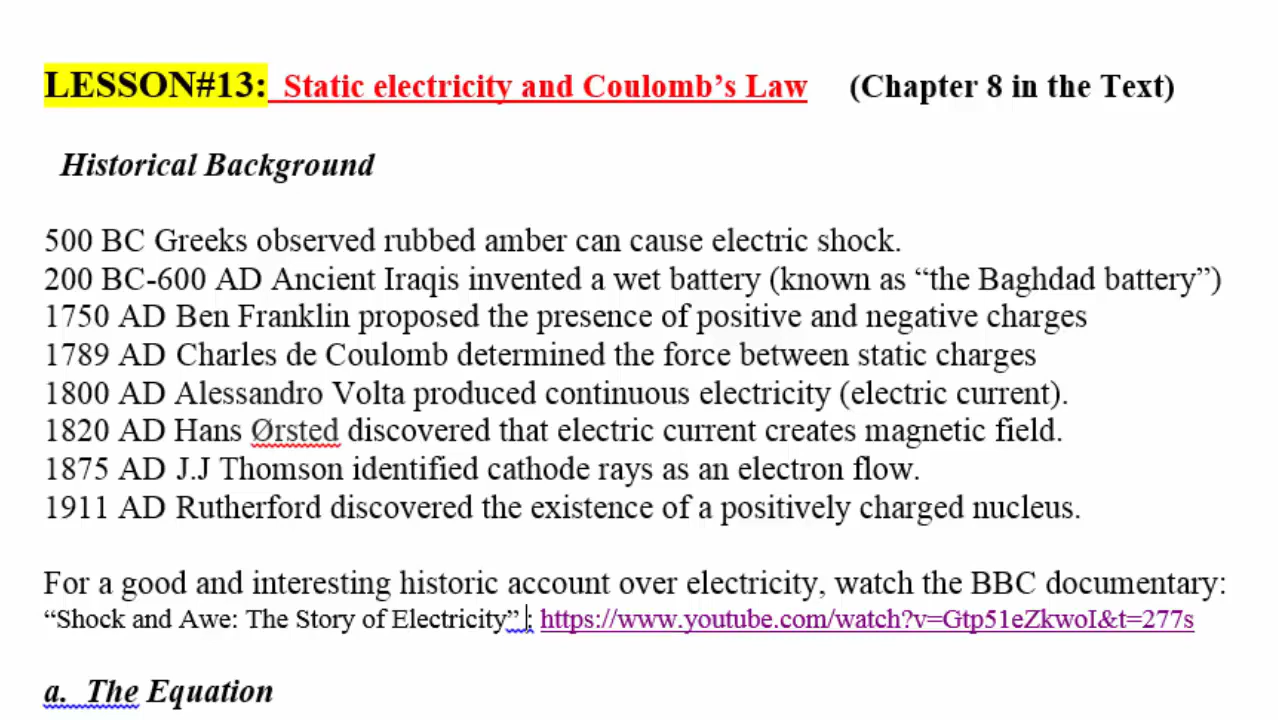 LESSON#13: Static electricity and Coulomb’s Law (Chapter 8 in the Text)
Historical Background
500 BC Greeks observed rubbed amber can cause electric shock.
200 BC-600 AD Ancient Iraqis invented a wet battery (known as “the Baghdad battery”)
1750 AD Ben Franklin proposed the presence of positive and negative charges
1789 AD Charles de Coulomb determined the force between static charges
1800 AD Alessandro Volta produced continuous electricity (electric current).
1820 AD Hans Ørsted discovered that electric current creates magnetic field.
1875 AD J.J Thomson identified cathode rays as an electron flow.
1911 AD Rutherford discovered the existence of a positively charged nucleus.
For a good and interesting historic account over electricity, watch the BBC documentary:
“Shock and Awe: The Story of Electricity” ; https://www.youtube.com/watch?v=Gtp51eZkwoI&t=277s
a. The Equation